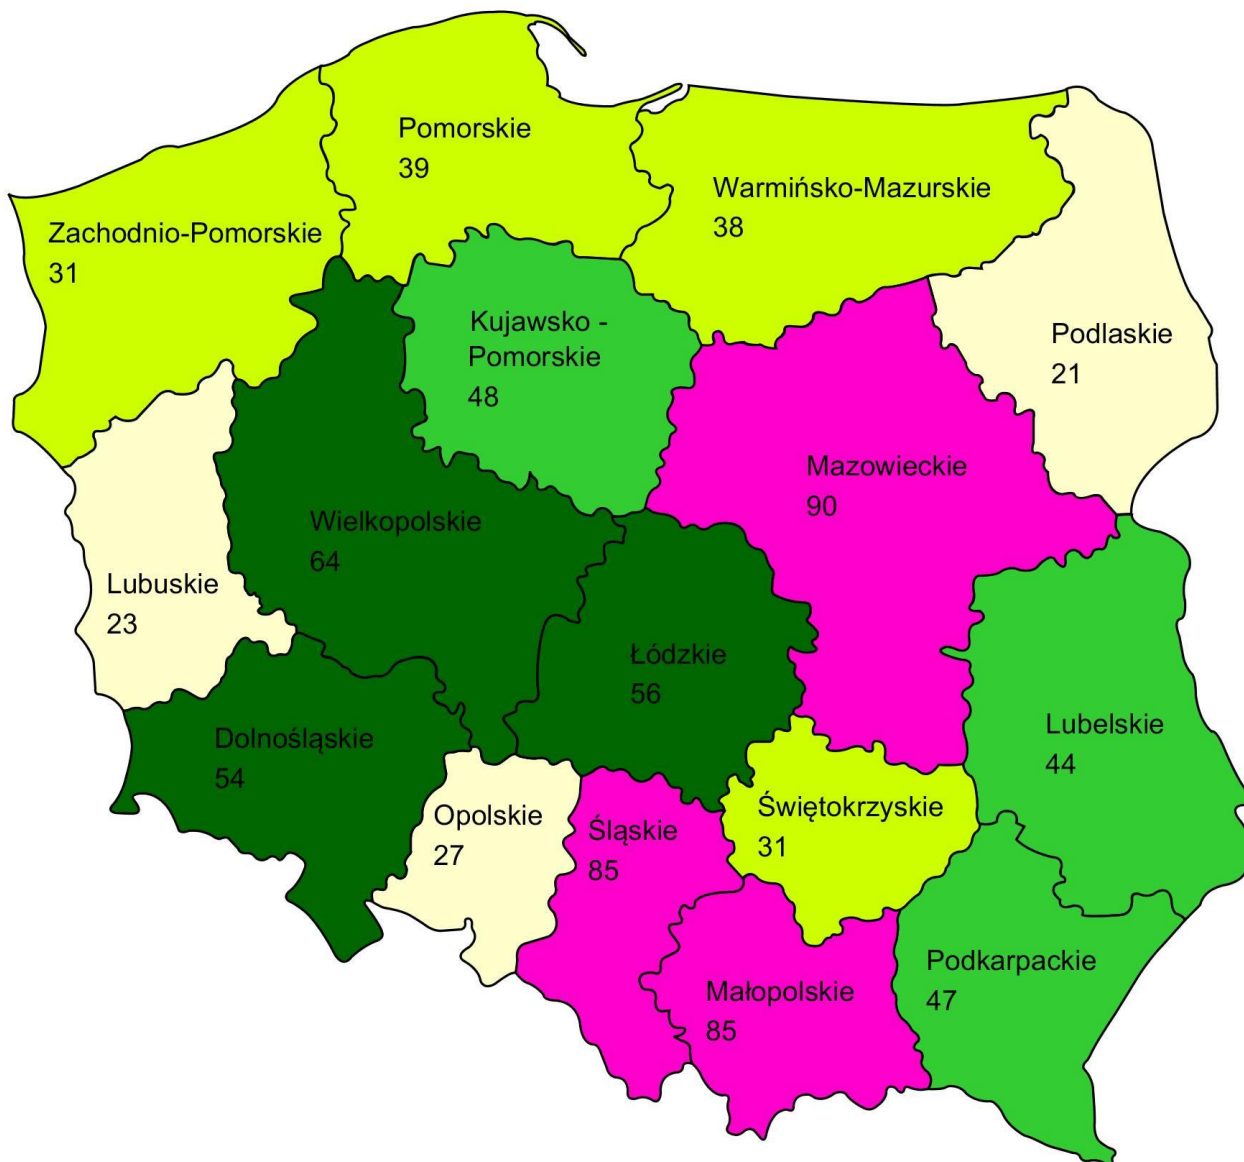 Pomorskie
39
Warmińsko-Mazurskie
38
Zachodnio-Pomorskie
31
Kujawsko -
Pomorskie
48
Podlaskie
21
Mazowieckie
90
Wielkopolskie
64
Lubuskie
23
Łódzkie
56
Dolnośląskie
54
Lubelskie
44
Opolskie
27
Śląskie
85
Świętokrzyskie
31
Małopolskie
85
Podkarpackie
47